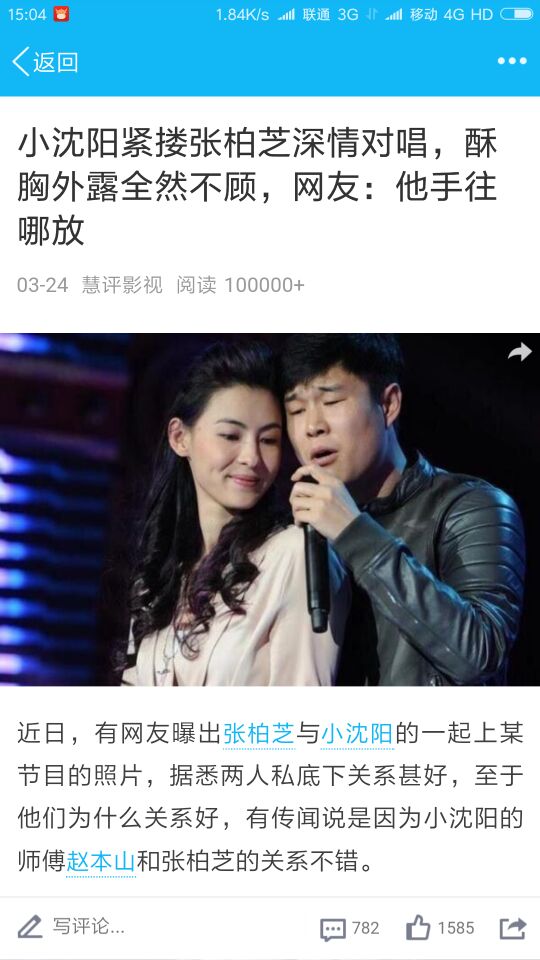 15:04 1.84K/s 联通 3G 移动 4G HD
返回
小沈阳紧搂张柏芝深情对唱，酥
胸外露全然不顾，网友：他手往
哪放
03-24 慧评影视 阅读 100000+
近日，有网友曝出张柏芝与小沈阳的一起上某
节目的照片，据悉两人私底下关系甚好，至于
他们为什么关系好，有传闻说是因为小沈阳的
师傅赵本山和张柏芝的关系不错。
写评论... 782 1585